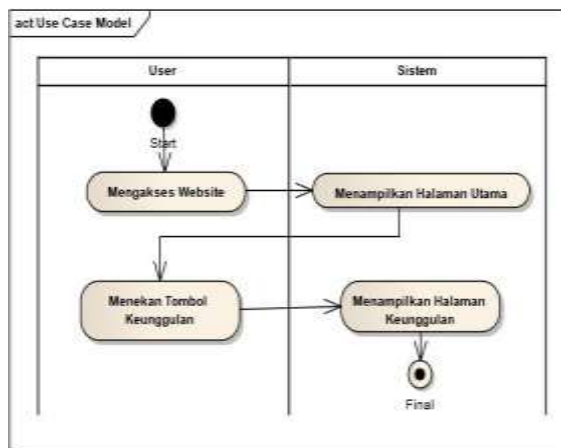 act Use Case Model
User
Sistem
Start
Mengakses Website
Menampilkan Halaman Utama
Menekan Tombol
Keunggulan
Menampilkan Halaman
Keunggulan
Final